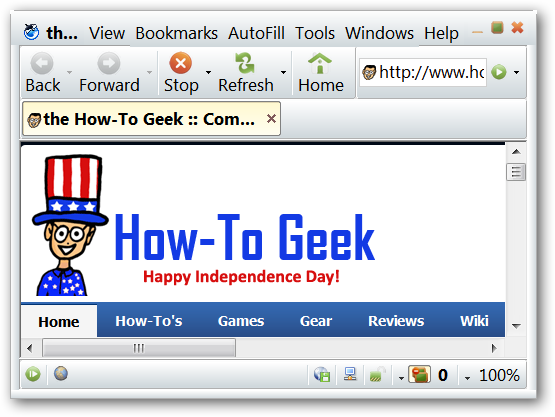 th... View Bookmarks AutoFill Tools Windows Help
Back Forward Stop Refresh Home http://www.ho
the How-To Geek :: Com...
How-To Geek
Happy Independence Day!
Home How-To's Games Gear Reviews Wiki
0 100%